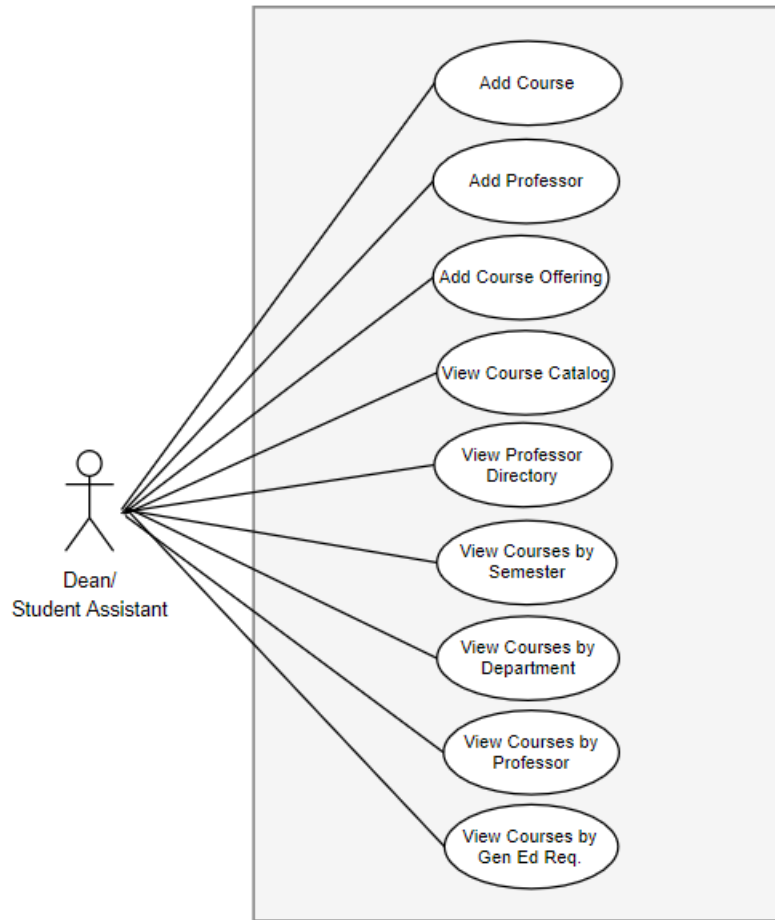 Add Course
Add Professor
Add Course Offering
View Course Catalog
View Professor
Directory
View Courses by
Semester
Dean/
Student Assistant
View Courses by
Department
View Courses by
Professor
View Courses by
Gen Ed Req.